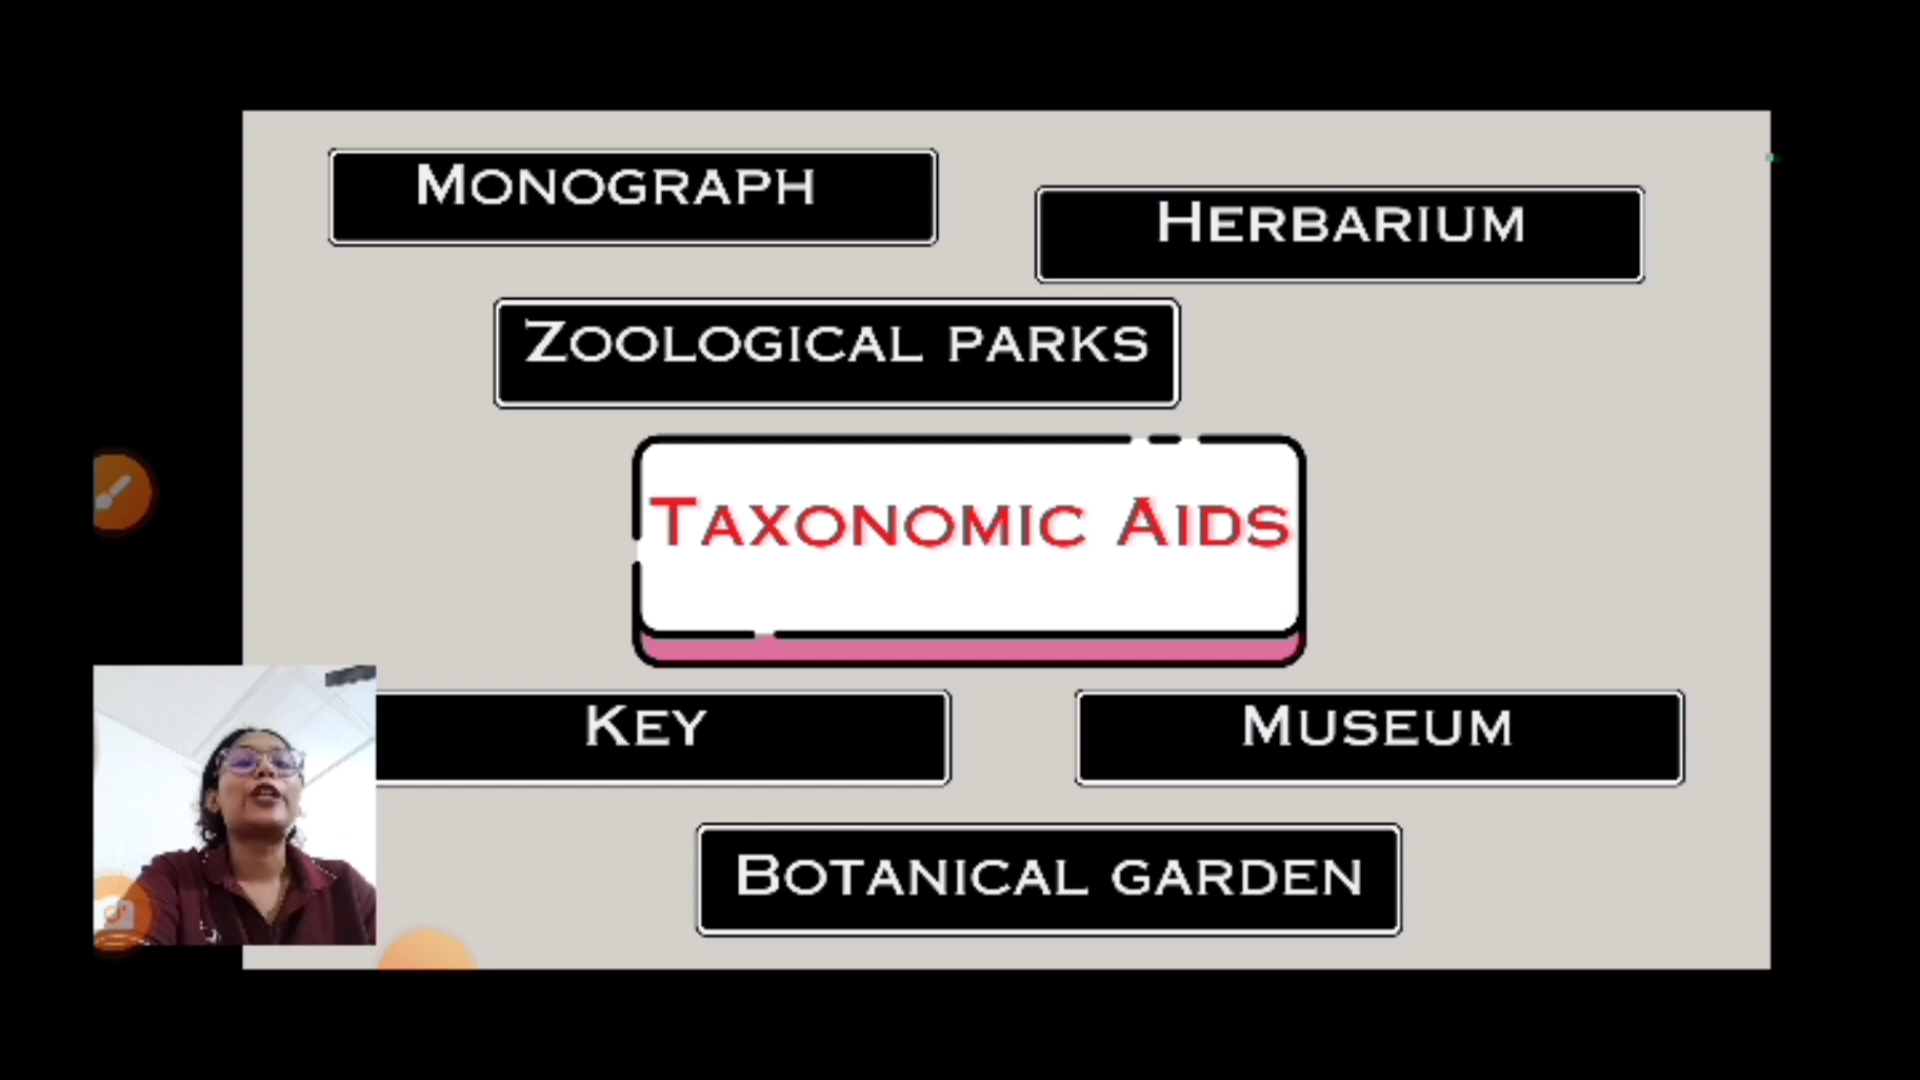 Monograph
Herbarium
Zoological parks
Taxonomic Aids
Key
Museum
Botanical garden